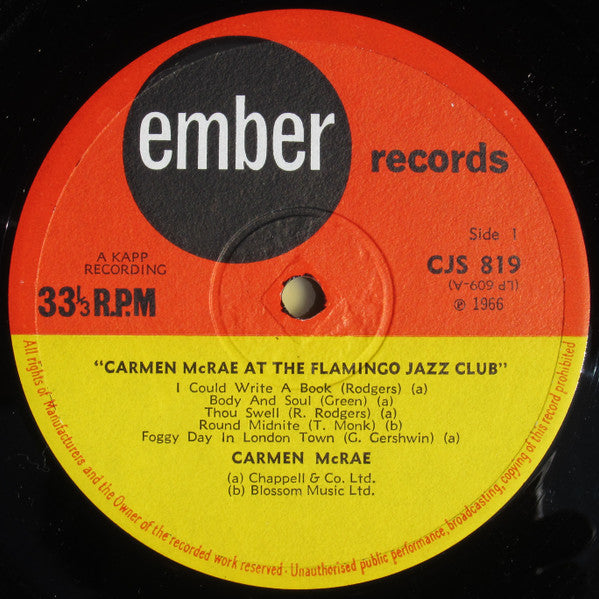 ember
records
Side 1
A KAPP
RECORDING
CJS 819
(LP 609-A)
33⅓ R.P.M
℗ 1966
"CARMEN McRAE AT THE FLAMINGO JAZZ CLUB"
I Could Write A Book (Rodgers) (a)
Body And Soul (Green) (a)
Thou Swell (R. Rodgers) (a)
Round Midnite (T. Monk) (b)
Foggy Day In London Town (G. Gershwin) (a)
CARMEN McRAE
(a) Chappell & Co. Ltd.
(b) Blossom Music Ltd.
All rights of Manufacturers and the Owner of the recorded work reserved · Unauthorised public performance, broadcasting, copying of this record prohibited